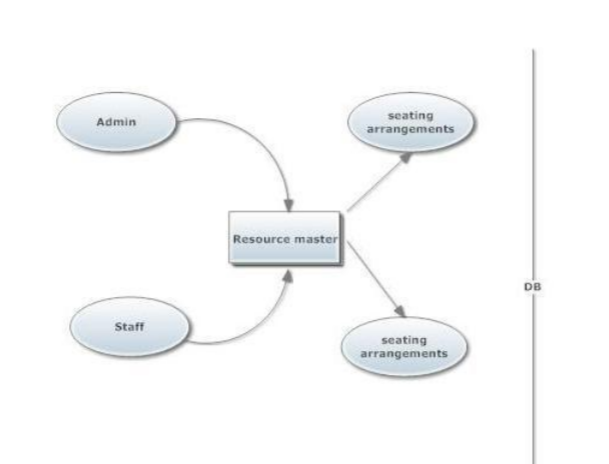 Admin
seating
arrangements
Resource master
DB
Staff
seating
arrangements